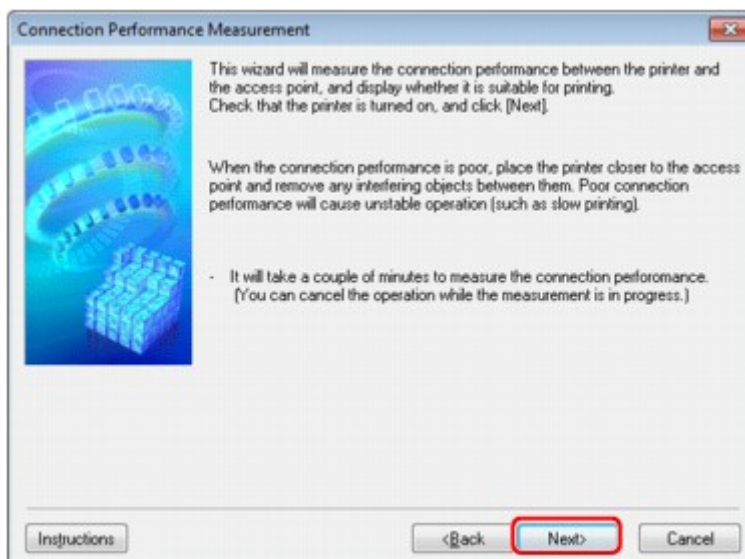 Connection Performance Measurement
This wizard will measure the connection performance between the printer and
the access point, and display whether it is suitable for printing.
Check that the printer is turned on, and click [Next].
When the connection performance is poor, place the printer closer to the access
point and remove any interfering objects between them. Poor connection
performance will cause unstable operation (such as slow printing).
- It will take a couple of minutes to measure the connection perforomance.
(You can cancel the operation while the measurement is in progress.)
Instructions
<Back
Next>
Cancel